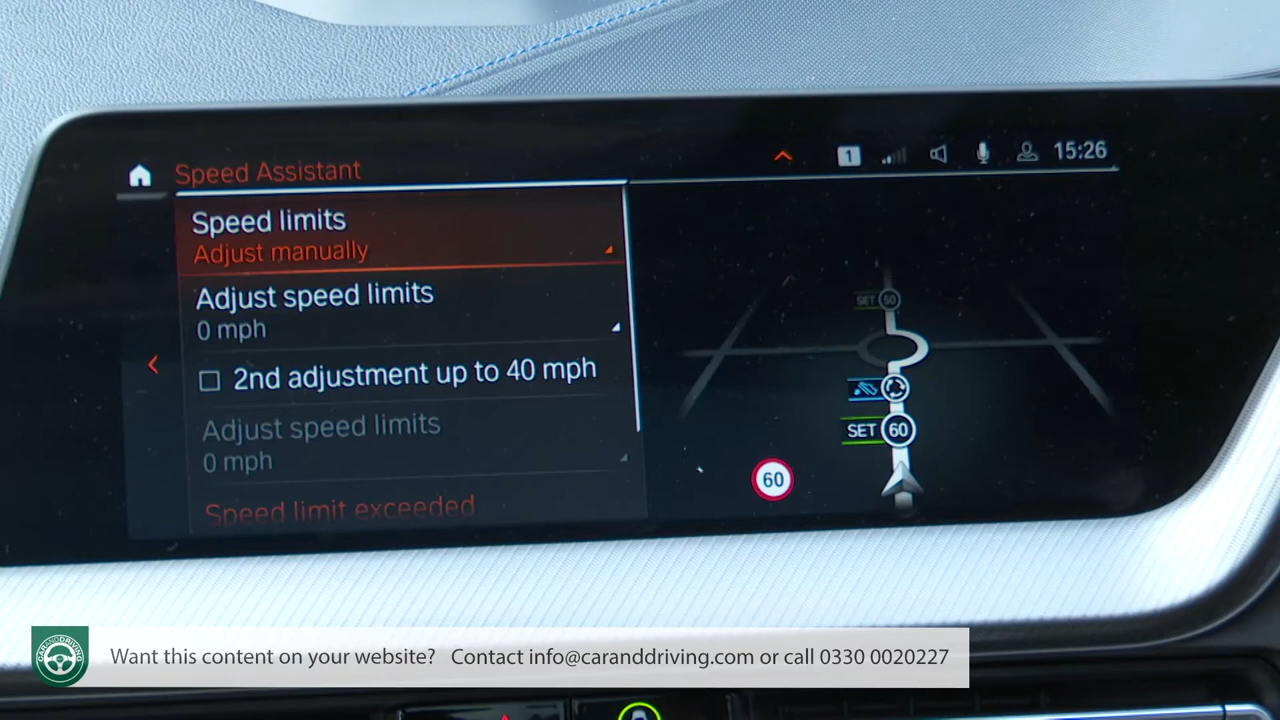 Speed Assistant
1
15:26
Speed limits
Adjust manually
Adjust speed limits
0 mph
2nd adjustment up to 40 mph
Adjust speed limits
0 mph
Speed limit exceeded
SET 50
SET 60
60
CARANDDRIVING
Want this content on your website? Contact info@caranddriving.com or call 0330 0020227